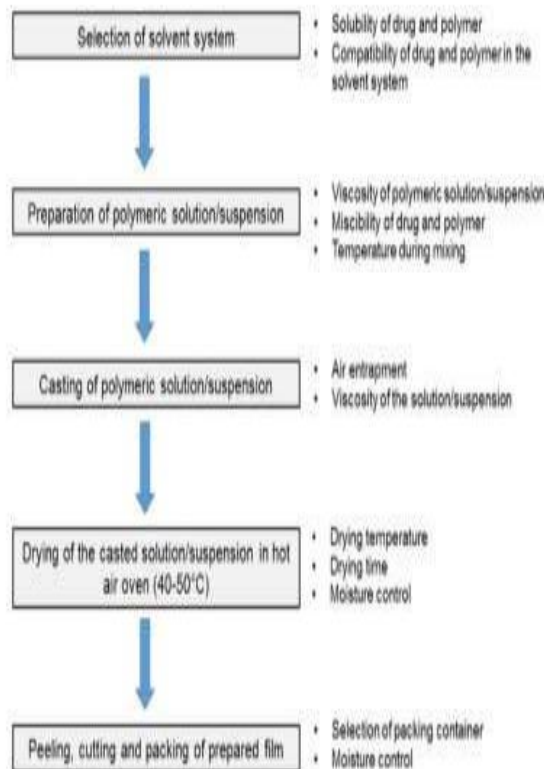 Selection of solvent system
• Solubility of drug and polymer
• Compatibility of drug and polymer in the
solvent system
Preparation of polymeric solution/suspension
• Viscosity of polymeric solution/suspension
• Miscibility of drug and polymer
• Temperature during mixing
Casting of polymeric solution/suspension
• Air entrapment
• Viscosity of the solution/suspension
Drying of the casted solution/suspension in hot
air oven (40-50°C)
• Drying temperature
• Drying time
• Moisture control
Peeling, cutting and packing of prepared film
• Selection of packing container
• Moisture control